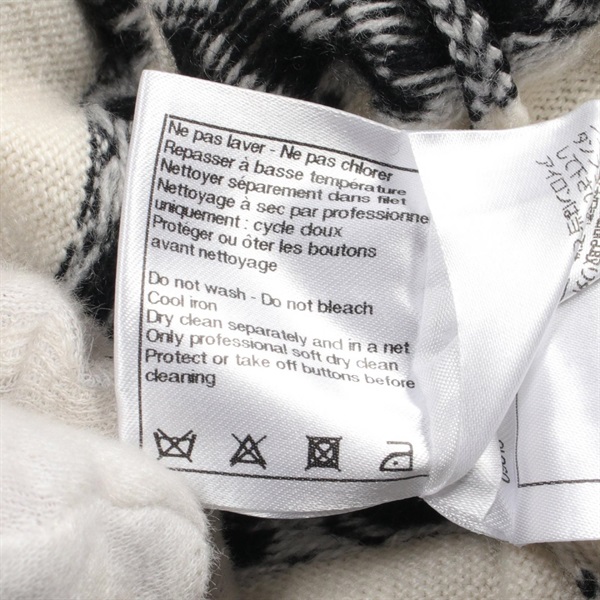 Ne pas laver - Ne pas chlorer
Repasser à basse température
Nettoyer séparement dans filet
Nettoyage à sec par professionne
uniquement : cycle doux
Protéger ou ôter les boutons
avant nettoyage
Do not wash - Do not bleach
Cool iron
Dry clean separately and in a net
Only professional soft dry clean
Protect or take off buttons before
cleaning